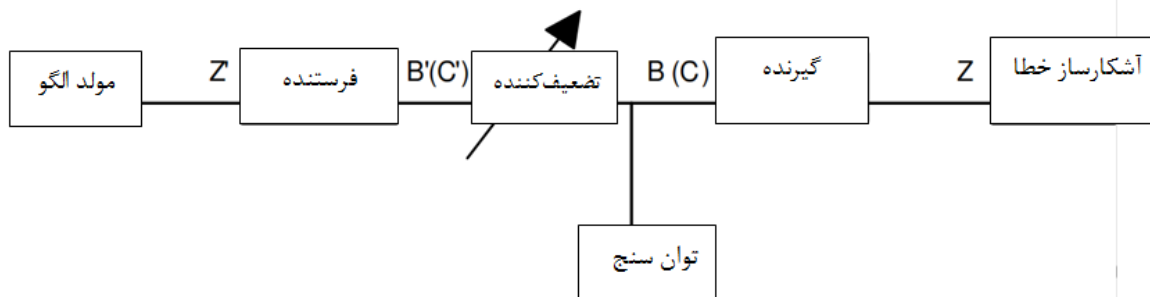 مولد الگو
Z'
فرستنده
B'(C')
تضعیف‌کننده
B (C)
گیرنده
Z
آشکارساز خطا
توان سنج